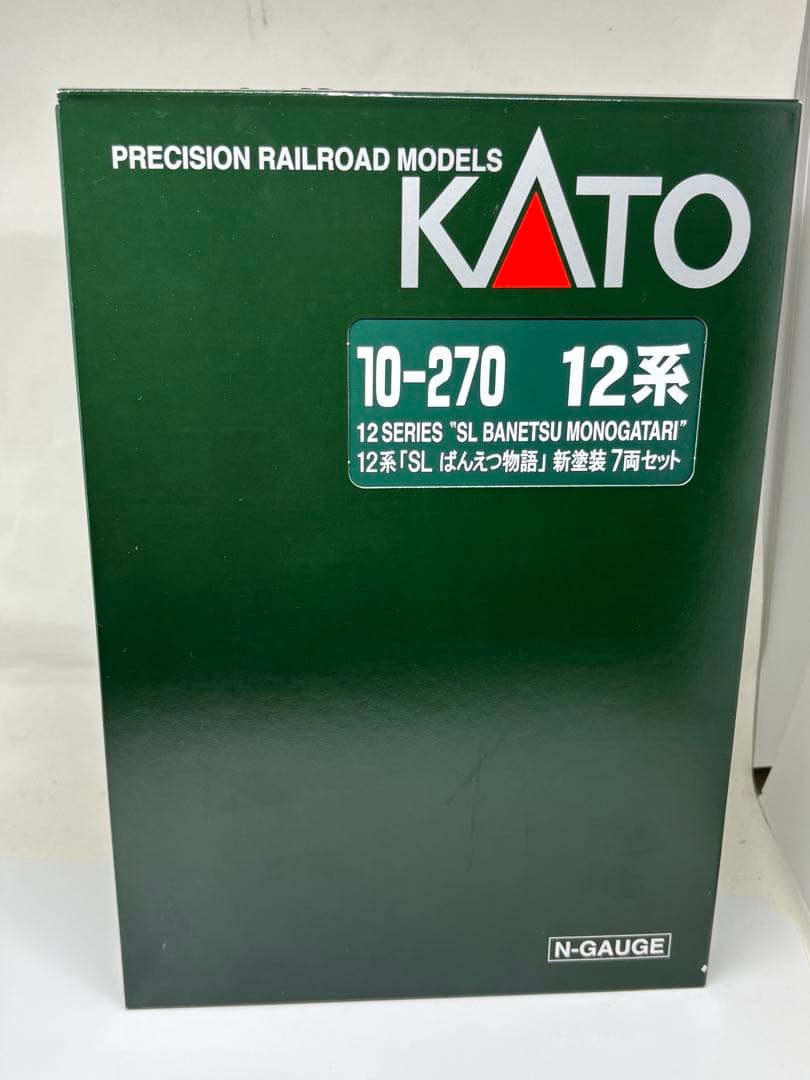 PRECISION RAILROAD MODELS
KATO
10-270 12系
12 SERIES "SL BANETSU MONOGATARI"
12系「SL ばんえつ物語」新塗装 7両セット
N-GAUGE